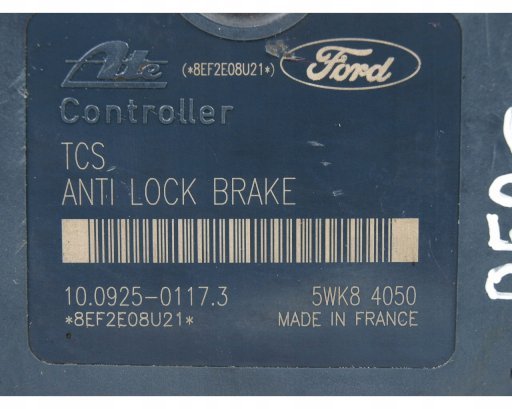 Ate (*8EF2E08U21*) Ford
Controller
TCS
ANTI LOCK BRAKE
10.0925-0117.3 5WK8 4050
*8EF2E08U21* MADE IN FRANCE